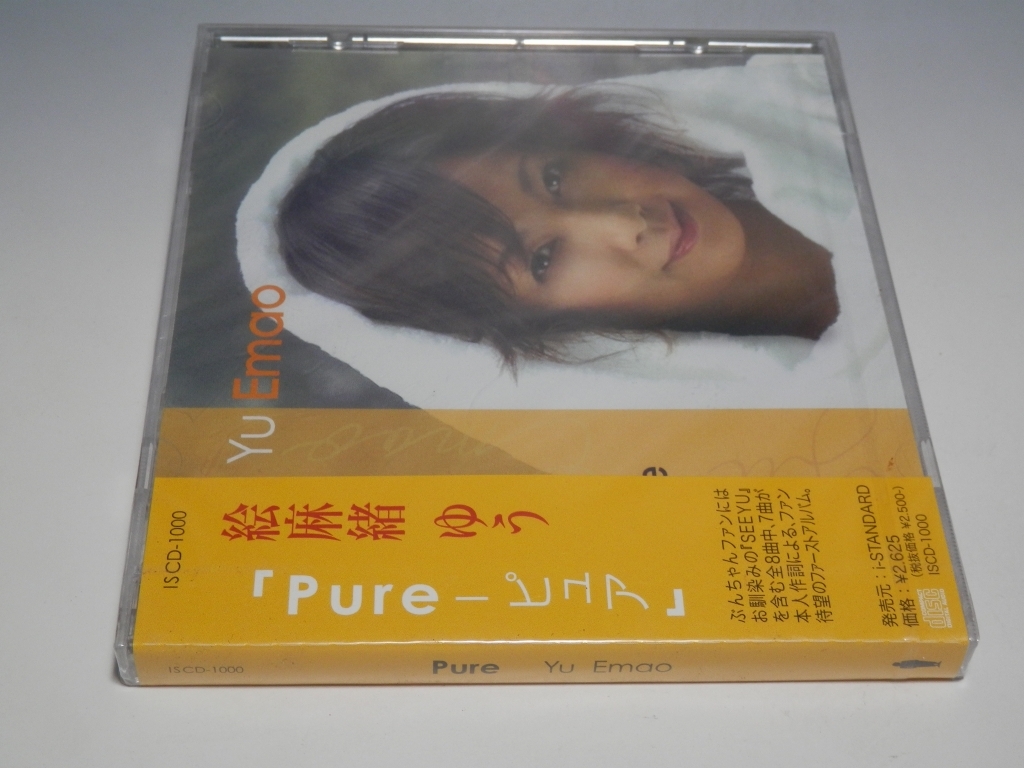 Yu Emao
ISCD-1000
絵麻緒 ゆう
「Pure－ピュア」
ぶんちゃんファンには
お馴染みの『SEEYU』
を含む全8曲中、7曲が
本人作詞による、ファン
待望のファーストアルバム。
発売元：i-STANDARD
価格：￥2,625
(税抜価格 ￥2,500-)
ISCD-1000
disc
ISCD-1000 Pure Yu Emao